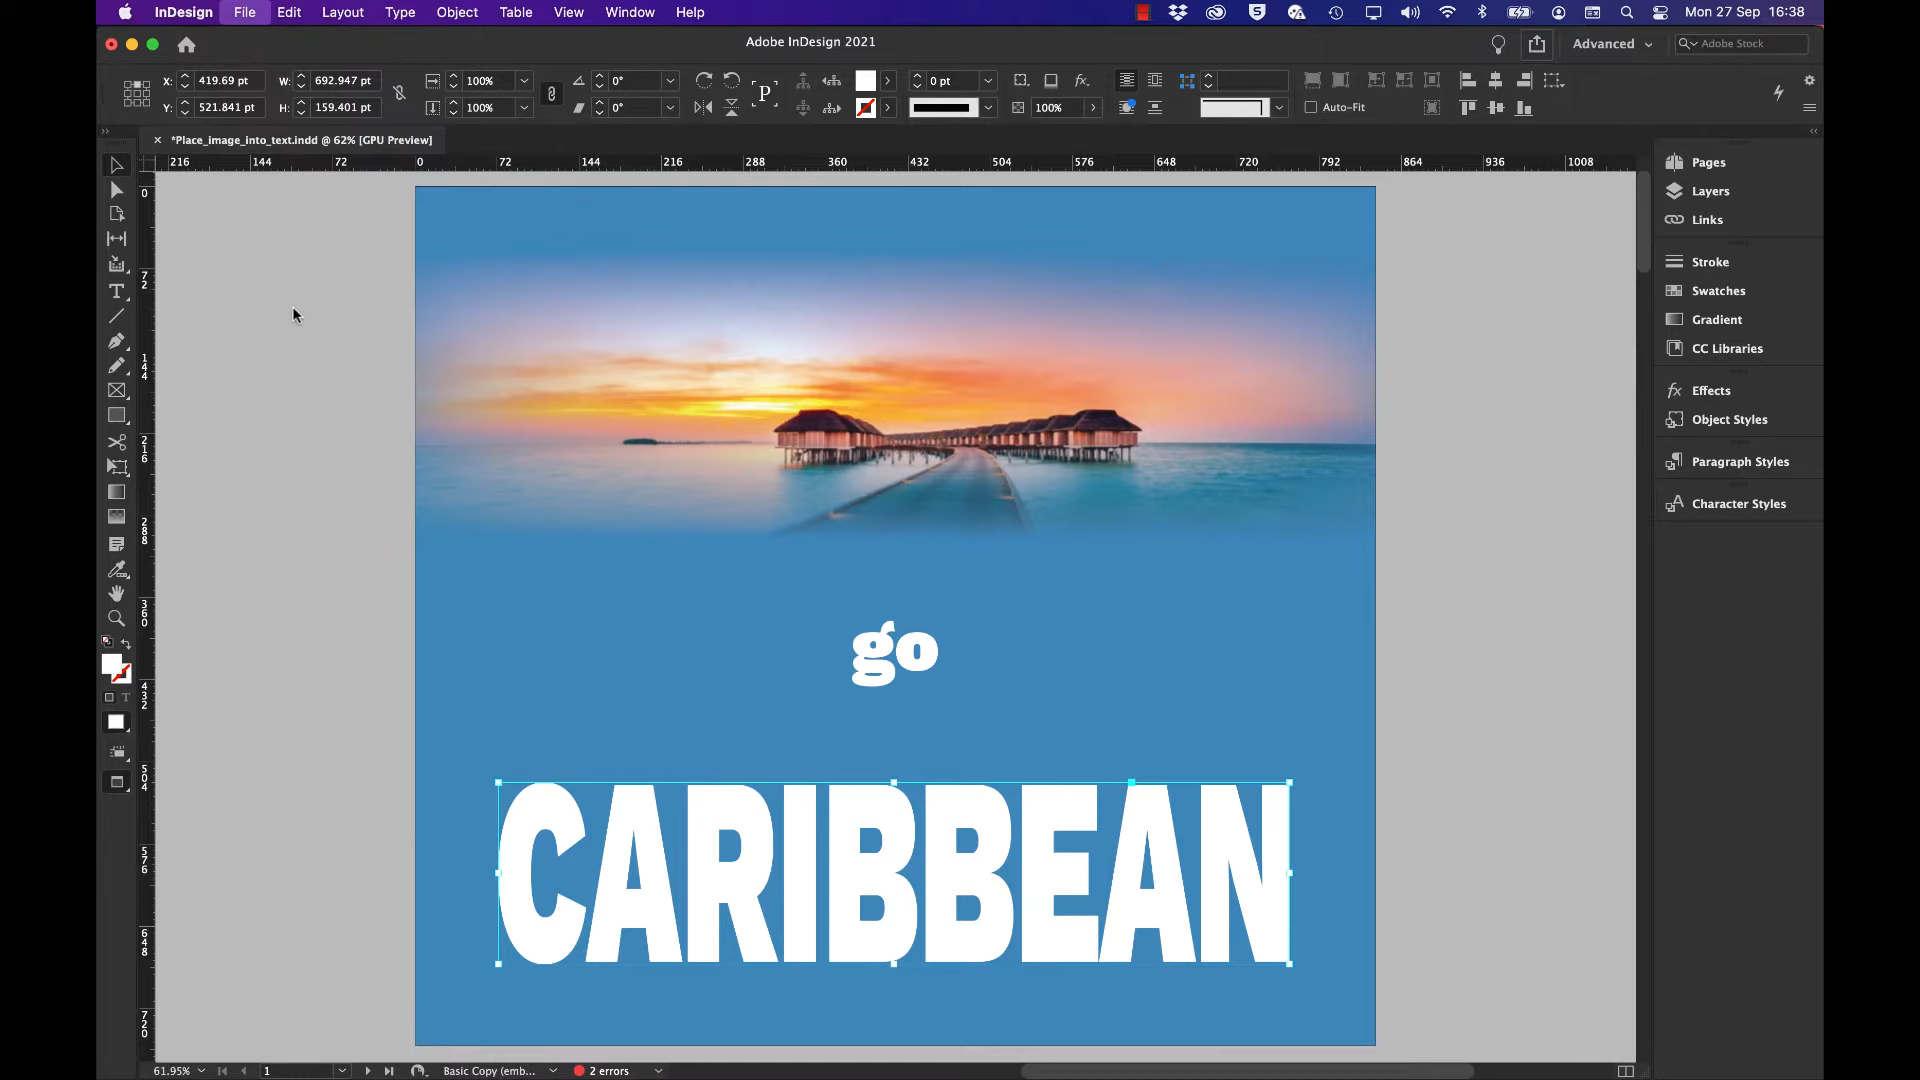 InDesign File Edit Layout Type Object Table View Window Help Mon 27 Sep 16:38
Adobe InDesign 2021
Advanced Adobe Stock
X: 419.69 pt W: 692.947 pt 100% 0° 0 pt
Y: 521.841 pt H: 159.401 pt 100% 0° P 100% Auto-Fit
*Place_image_into_text.indd @ 62% [GPU Preview]
216 144 72 0 72 144 216 288 360 432 504 576 648 720 792 864 936 1008
0
72
144
216
288
360
432
504
576
648
720
Pages
Layers
Links
Stroke
Swatches
Gradient
CC Libraries
fx Effects
Object Styles
Paragraph Styles
Character Styles
go
CARIBBEAN
61.95% 1 Basic Copy (emb... 2 errors